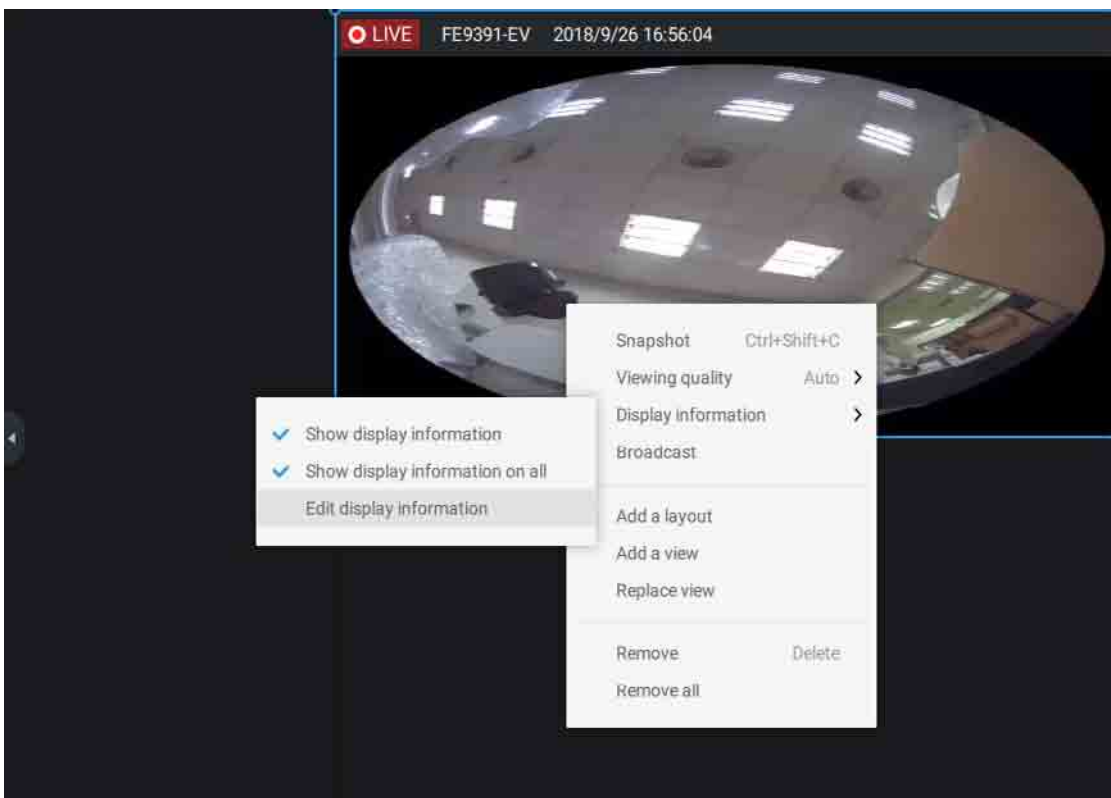 LIVE FE9391-EV 2018/9/26 16:56:04
Snapshot Ctrl+Shift+C
Viewing quality Auto
Display information
Broadcast
Show display information
Show display information on all
Edit display information
Add a layout
Add a view
Replace view
Remove Delete
Remove all